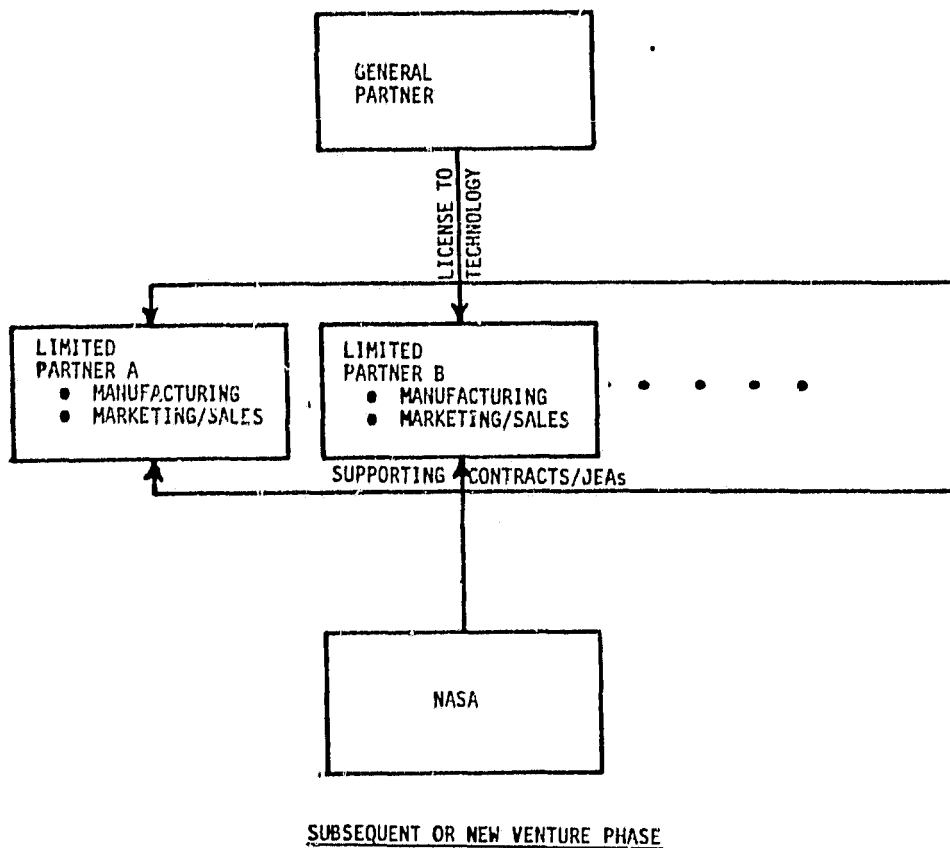 GENERAL
PARTNER
LICENSE TO
TECHNOLOGY
LIMITED
PARTNER A
● MANUFACTURING
● MARKETING/SALES
LIMITED
PARTNER B
● MANUFACTURING
● MARKETING/SALES
SUPPORTING CONTRACTS/JEAs
NASA
SUBSEQUENT OR NEW VENTURE PHASE